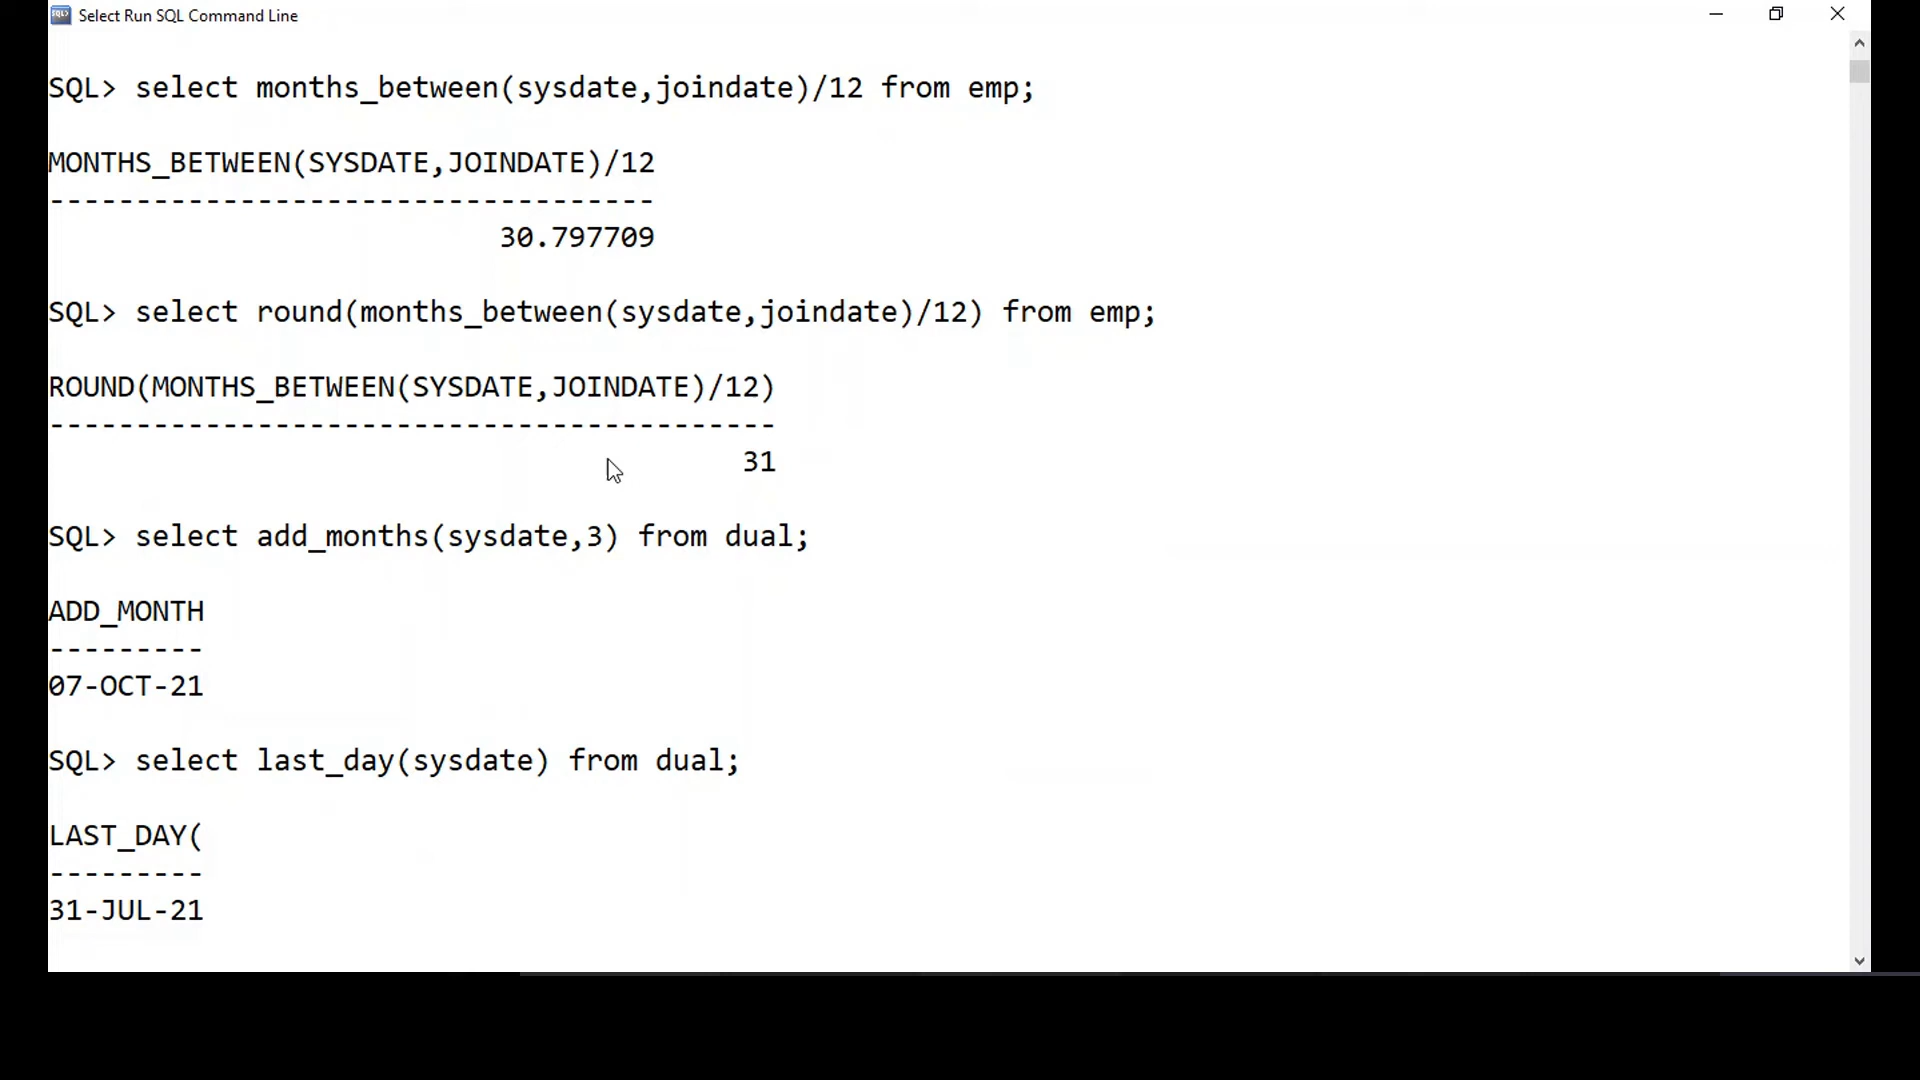 Select Run SQL Command Line
SQL> select months_between(sysdate,joindate)/12 from emp;
MONTHS_BETWEEN(SYSDATE,JOINDATE)/12
-----------------------------------
30.797709
SQL> select round(months_between(sysdate,joindate)/12) from emp;
ROUND(MONTHS_BETWEEN(SYSDATE,JOINDATE)/12)
------------------------------------------
31
SQL> select add_months(sysdate,3) from dual;
ADD_MONTH
---------
07-OCT-21
SQL> select last_day(sysdate) from dual;
LAST_DAY(
---------
31-JUL-21